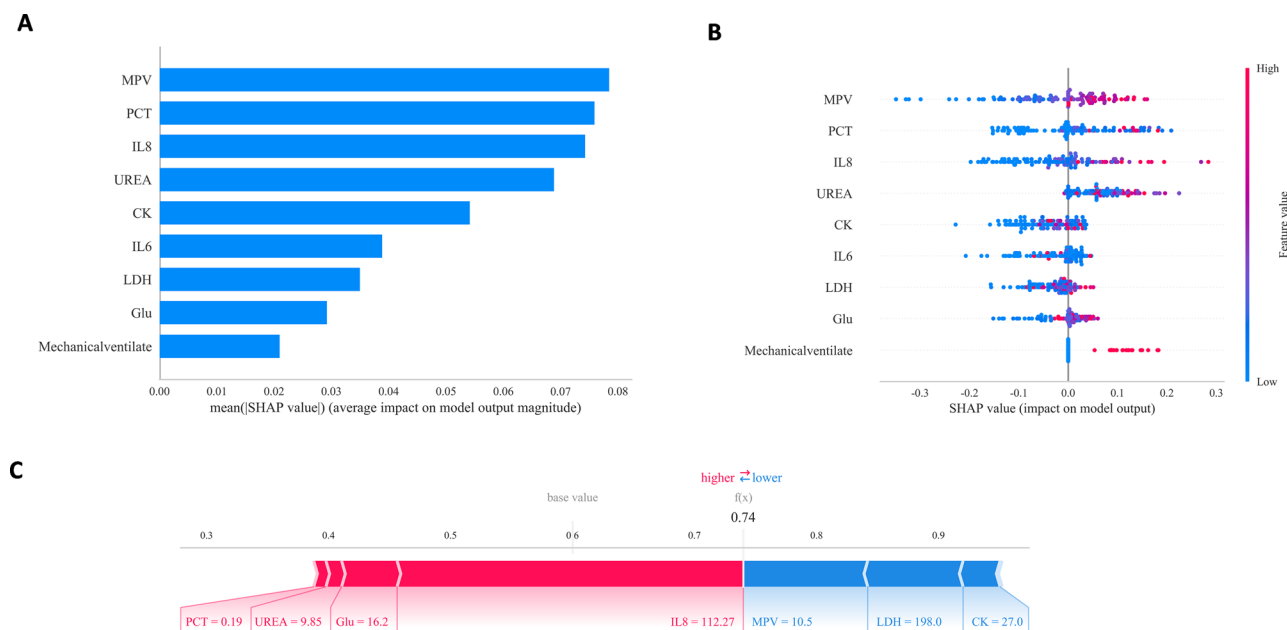 A
MPV
PCT
IL8
UREA
CK
IL6
LDH
Glu
Mechanicalventilate
0.00 0.01 0.02 0.03 0.04 0.05 0.06 0.07 0.08
mean(|SHAP value|) (average impact on model output magnitude)
B
High
MPV
PCT
IL8
UREA
CK
IL6
LDH
Glu
Mechanicalventilate
Low
Feature value
-0.3 -0.2 -0.1 0.0 0.1 0.2 0.3
SHAP value (impact on model output)
C
higher ⇄ lower
base value f(x)
0.74
0.3 0.4 0.5 0 6 0.7 0.8 0.9
PCT = 0.19 UREA = 9.85 Glu = 16.2 IL8 = 112.27 MPV = 10.5 LDH = 198.0 CK = 27.0